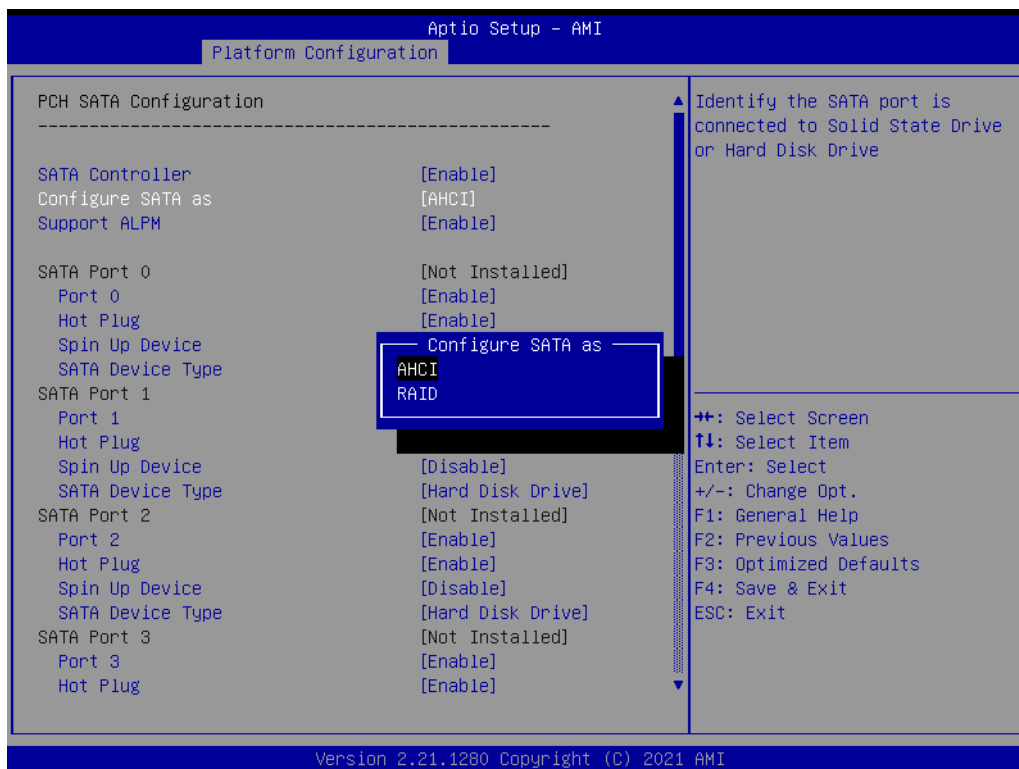 Aptio Setup – AMI
Platform Configuration
PCH SATA Configuration
--------------------------------------------------
SATA Controller [Enable]
Configure SATA as [AHCI]
Support ALPM [Enable]
SATA Port 0 [Not Installed]
Port 0 [Enable]
Hot Plug [Enable]
Spin Up Device
SATA Device Type
SATA Port 1
Port 1
Hot Plug
Spin Up Device [Disable]
SATA Device Type [Hard Disk Drive]
SATA Port 2 [Not Installed]
Port 2 [Enable]
Hot Plug [Enable]
Spin Up Device [Disable]
SATA Device Type [Hard Disk Drive]
SATA Port 3 [Not Installed]
Port 3 [Enable]
Hot Plug [Enable]
Configure SATA as
AHCI
RAID
Identify the SATA port is
connected to Solid State Drive
or Hard Disk Drive
→←: Select Screen
↑↓: Select Item
Enter: Select
+/-: Change Opt.
F1: General Help
F2: Previous Values
F3: Optimized Defaults
F4: Save & Exit
ESC: Exit
Version 2.21.1280 Copyright (C) 2021 AMI